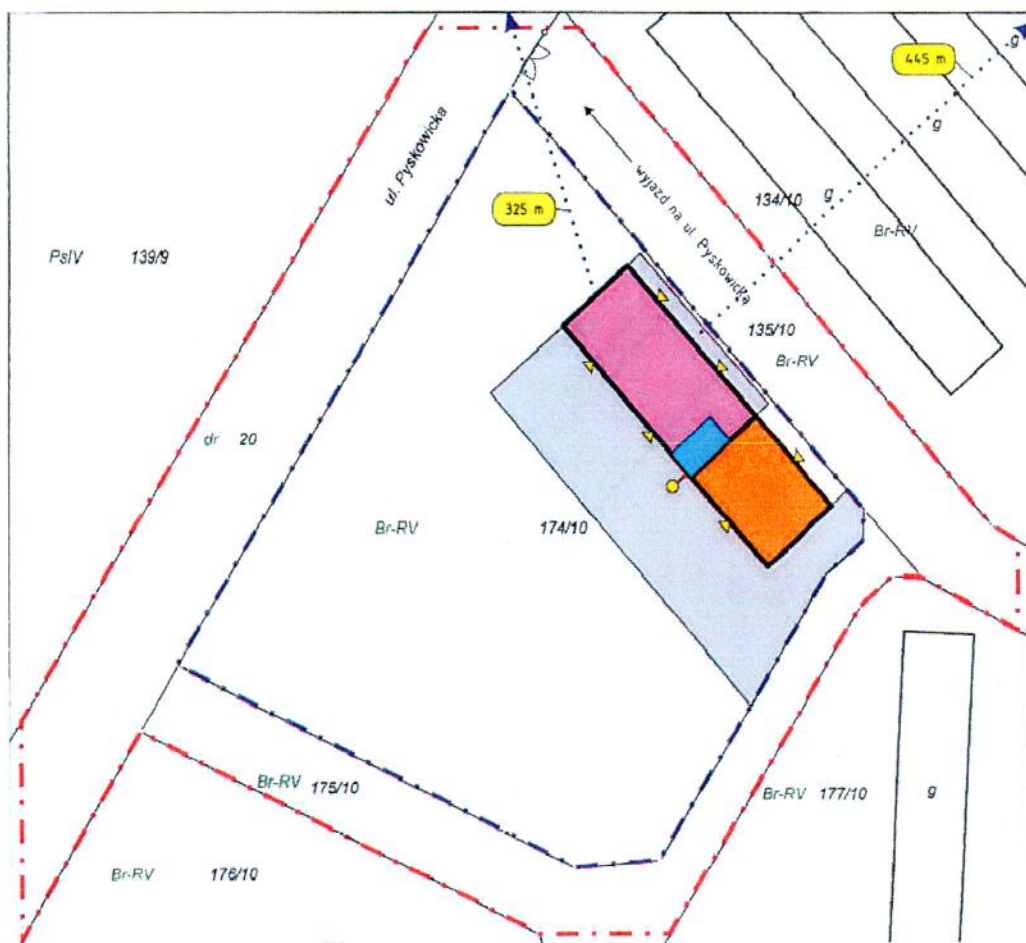 g
445 m
g
ul. Pyskowicka
wyjazd na ul. Pyskowicka
134/10
g
Br-RV
325 m
PsIV 139/9
135/10
Br-RV
dr 20
Br-RV 174/10
Br-RV 175/10
Br-RV 177/10
g
Br-RV 176/10